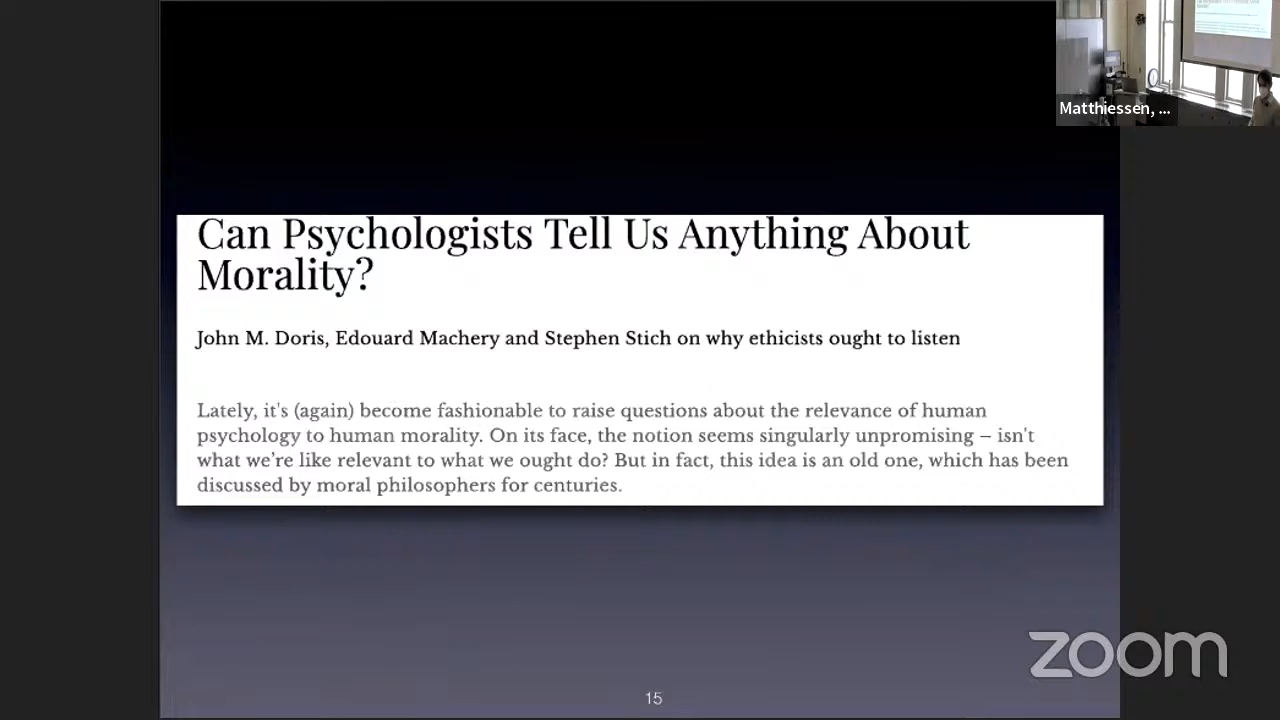 Matthiessen, ...
Can Psychologists Tell Us Anything About
Morality?
John M. Doris, Edouard Machery and Stephen Stich on why ethicists ought to listen
Lately, it's (again) become fashionable to raise questions about the relevance of human
psychology to human morality. On its face, the notion seems singularly unpromising – isn't
what we're like relevant to what we ought do? But in fact, this idea is an old one, which has been
discussed by moral philosophers for centuries.
zoom
15